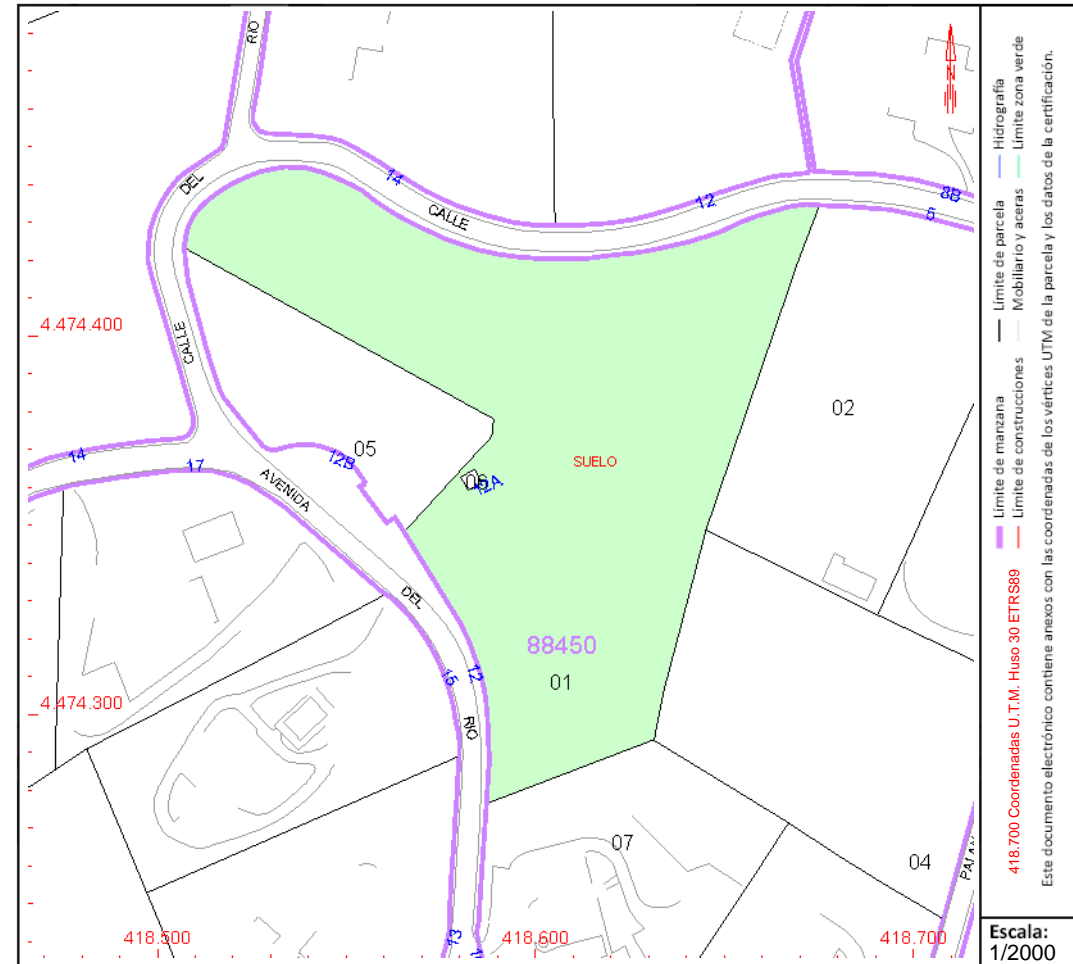 RIO
DEL
14
CALLE
12
8B
5
CALLE
4.474.400
02
05
12B
14
17
SUELO
06
12A
AVENIDA
DEL
88450
12
15
01
4.474.300
RIO
07
04
418.500
418.600
418.700
13
Límite de manzana
Límite de parcela
Hidrografía
418.700 Coordenadas U.T.M. Huso 30 ETRS89
Límite de construcciones
Mobiliario y aceras
Límite zona verde
Este documento electrónico contiene anexos con las coordenadas de los vértices UTM de la parcela y los datos de la certificación.
Escala:
1/2000